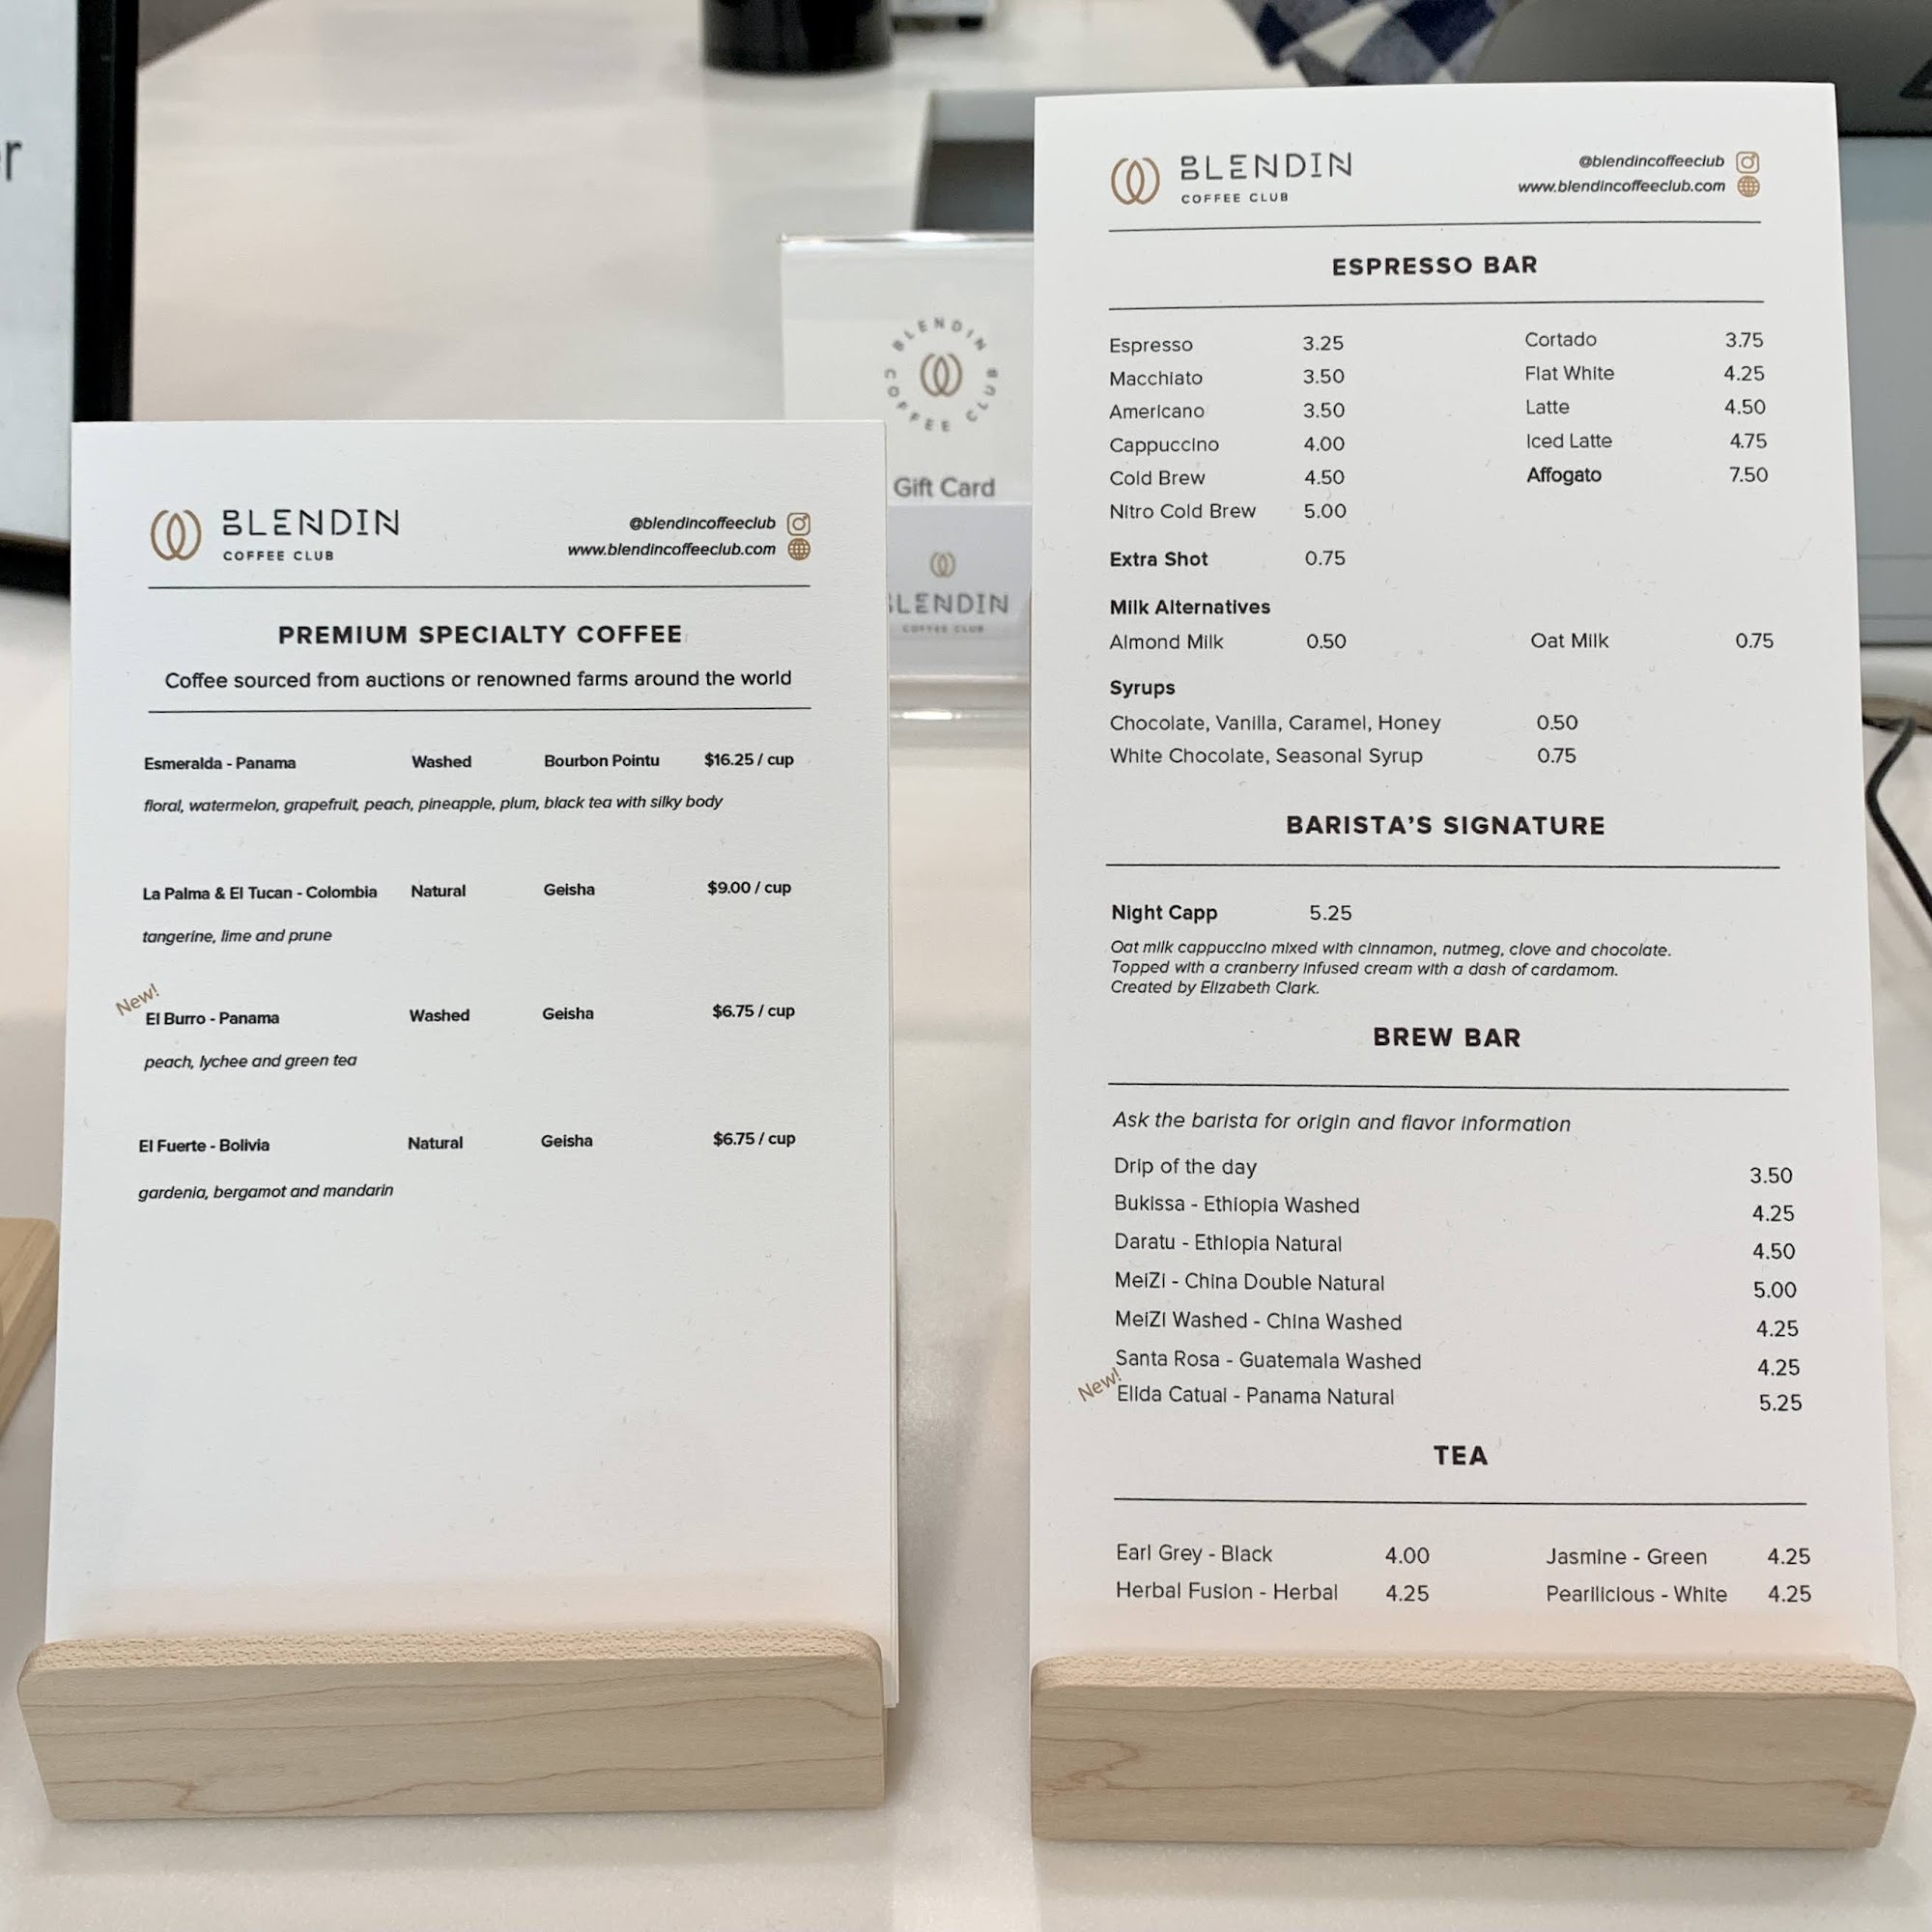 BLENDIN
COFFEE CLUB
@blendincoffeeclub
www.blendincoffeeclub.com
PREMIUM SPECIALTY COFFEE
Coffee sourced from auctions or renowned farms around the world
Esmeralda - Panama Washed Bourbon Pointu $16.25 / cup
floral, watermelon, grapefruit, peach, pineapple, plum, black tea with silky body
La Palma & El Tucan - Colombia Natural Geisha $9.00 / cup
tangerine, lime and prune
New!
El Burro - Panama Washed Geisha $6.75 / cup
peach, lychee and green tea
El Fuerte - Bolivia Natural Geisha $6.75 / cup
gardenia, bergamot and mandarin
BLENDIN COFFEE CLUB
Gift Card
BLENDIN
COFFEE CLUB
BLENDIN
COFFEE CLUB
@blendincoffeeclub
www.blendincoffeeclub.com
ESPRESSO BAR
Espresso 3.25 Cortado 3.75
Macchiato 3.50 Flat White 4.25
Americano 3.50 Latte 4.50
Cappuccino 4.00 Iced Latte 4.75
Cold Brew 4.50 Affogato 7.50
Nitro Cold Brew 5.00
Extra Shot 0.75
Milk Alternatives
Almond Milk 0.50 Oat Milk 0.75
Syrups
Chocolate, Vanilla, Caramel, Honey 0.50
White Chocolate, Seasonal Syrup 0.75
BARISTA'S SIGNATURE
Night Capp 5.25
Oat milk cappuccino mixed with cinnamon, nutmeg, clove and chocolate.
Topped with a cranberry infused cream with a dash of cardamom.
Created by Elizabeth Clark.
BREW BAR
Ask the barista for origin and flavor information
Drip of the day 3.50
Bukissa - Ethiopia Washed 4.25
Daratu - Ethiopia Natural 4.50
MeiZi - China Double Natural 5.00
MeiZi Washed - China Washed 4.25
Santa Rosa - Guatemala Washed 4.25
New!
Elida Catuai - Panama Natural 5.25
TEA
Earl Grey - Black 4.00 Jasmine - Green 4.25
Herbal Fusion - Herbal 4.25 Pearilicious - White 4.25